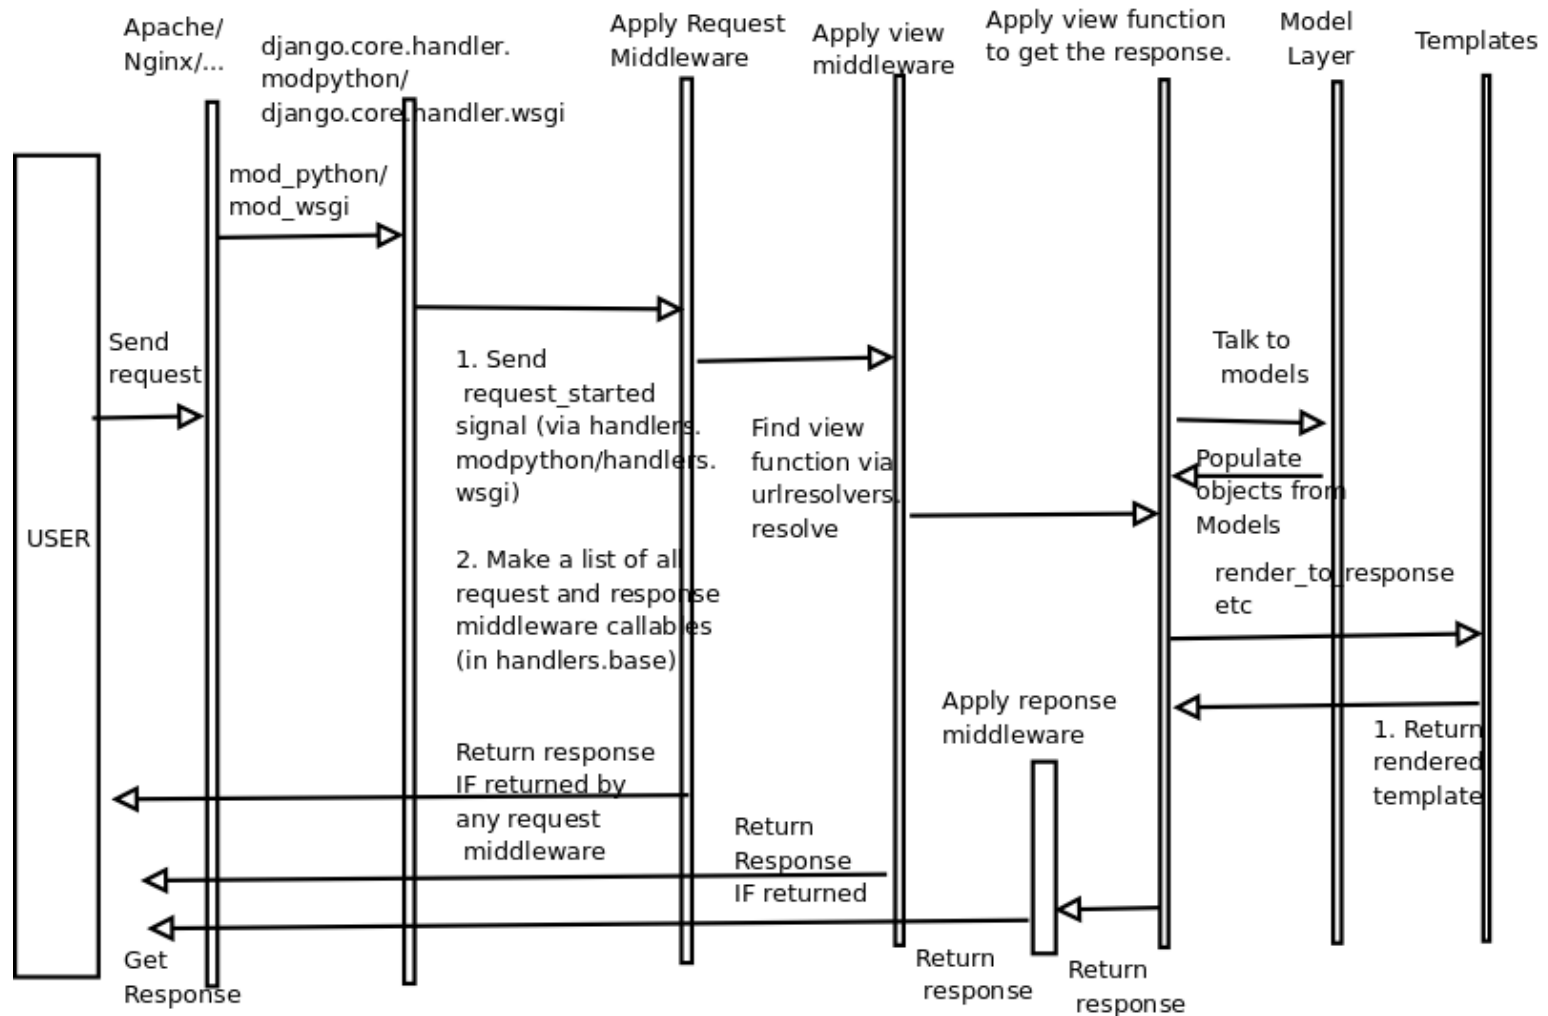 Apache/
Nginx/...
django.core.handler.
modpython/
django.core.handler.wsgi
Apply Request
Middleware
Apply view
middleware
Apply view function
to get the response.
Model
Layer
Templates
mod_python/
mod_wsgi
Send
request
USER
1. Send
request_started
signal (via handlers.
modpython/handlers.
wsgi)
2. Make a list of all
request and response
middleware callables
(in handlers.base)
Find view
function via
urlresolvers.
resolve
Talk to
models
Populate
objects from
Models
render_to_response
etc
1. Return
rendered
template
Apply reponse
middleware
Return response
IF returned by
any request
middleware
Return
Response
IF returned
Return
response
Return
response
Get
Response